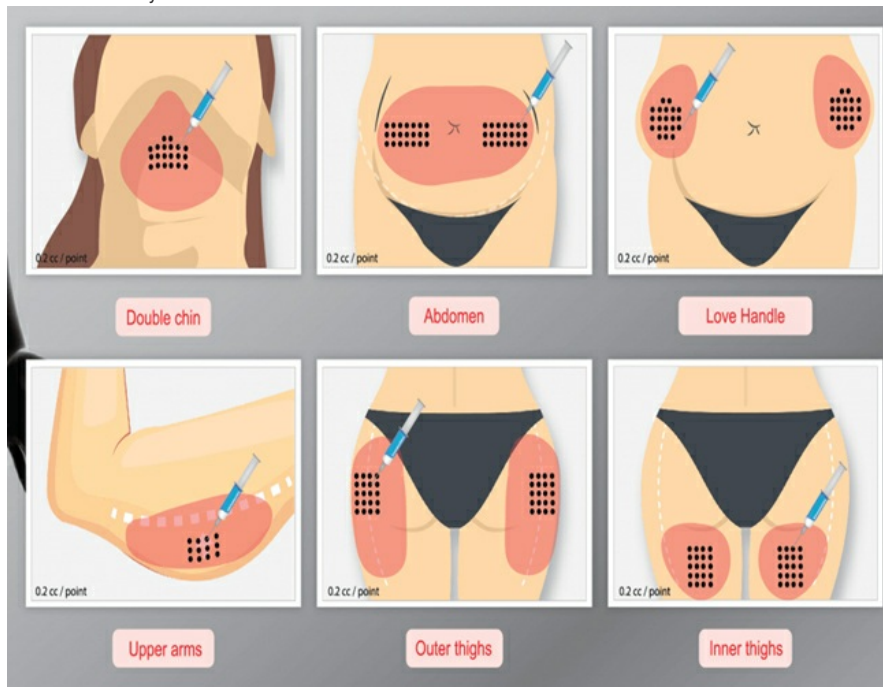 0.2 cc / point
0.2 cc / point
0.2 cc / point
Double chin
Abdomen
Love Handle
0.2 cc / point
0.2 cc / point
0.2 cc / point
Upper arms
Outer thighs
Inner thighs